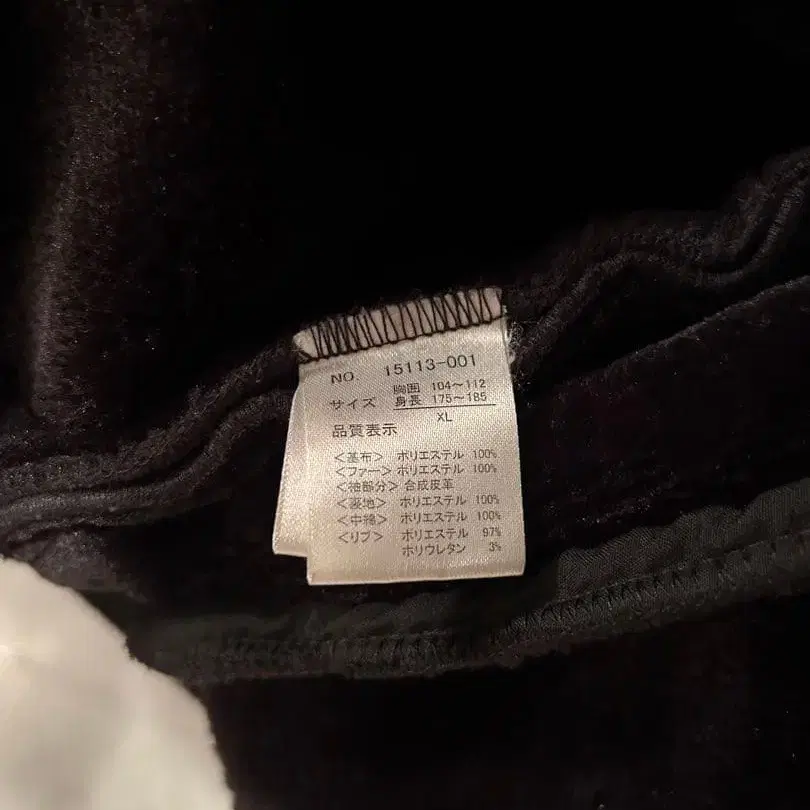 NO. 15113-001
サイズ 胸囲 104〜112
身長 175〜185
XL
品質表示
<基布> ポリエステル 100%
<ファー> ポリエステル 100%
<袖部分> 合成皮革
<裏地> ポリエステル 100%
<中綿> ポリエステル 100%
<リブ> ポリエステル 97%
ポリウレタン 3%